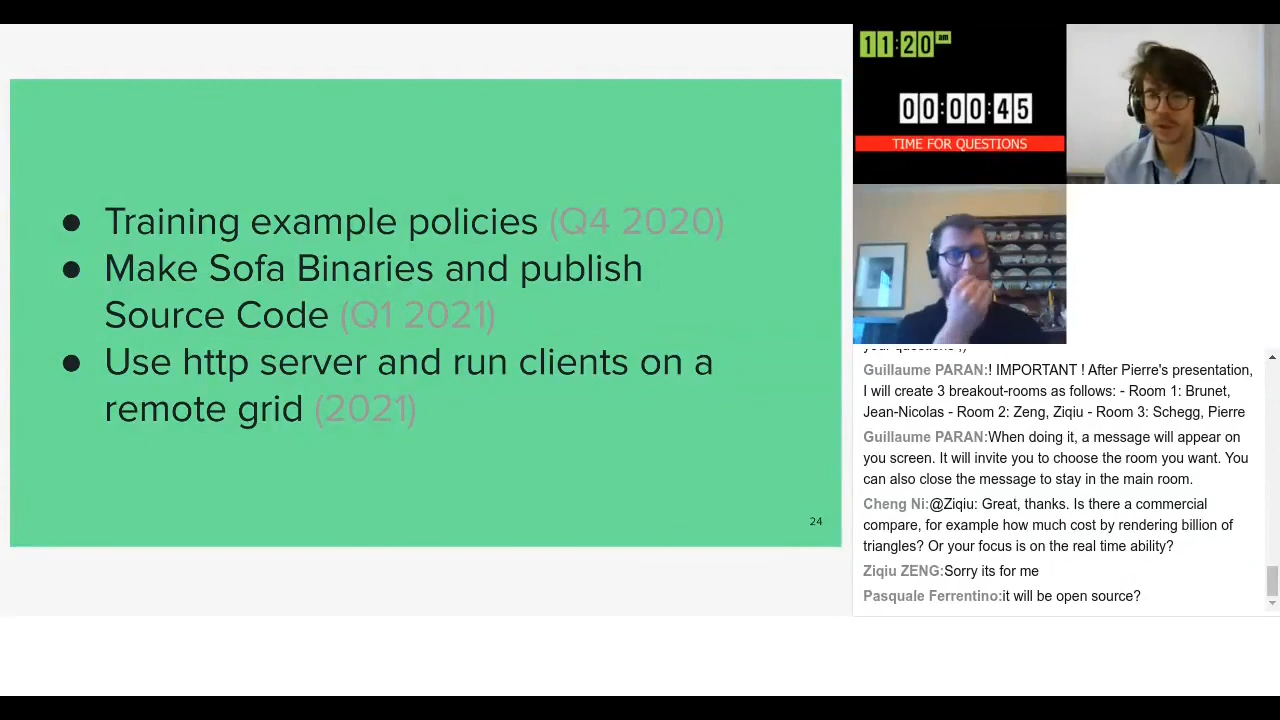 ● Training example policies (Q4 2020)
● Make Sofa Binaries and publish
Source Code (Q1 2021)
● Use http server and run clients on a
remote grid (2021)
24
11:20 am
00:00:45
TIME FOR QUESTIONS
Guillaume PARAN:! IMPORTANT ! After Pierre's presentation,
I will create 3 breakout-rooms as follows: - Room 1: Brunet,
Jean-Nicolas - Room 2: Zeng, Ziqiu - Room 3: Schegg, Pierre
Guillaume PARAN:When doing it, a message will appear on
you screen. It will invite you to choose the room you want. You
can also close the message to stay in the main room.
Cheng Ni:@Ziqiu: Great, thanks. Is there a commercial
compare, for example how much cost by rendering billion of
triangles? Or your focus is on the real time ability?
Ziqiu ZENG:Sorry its for me
Pasquale Ferrentino:it will be open source?